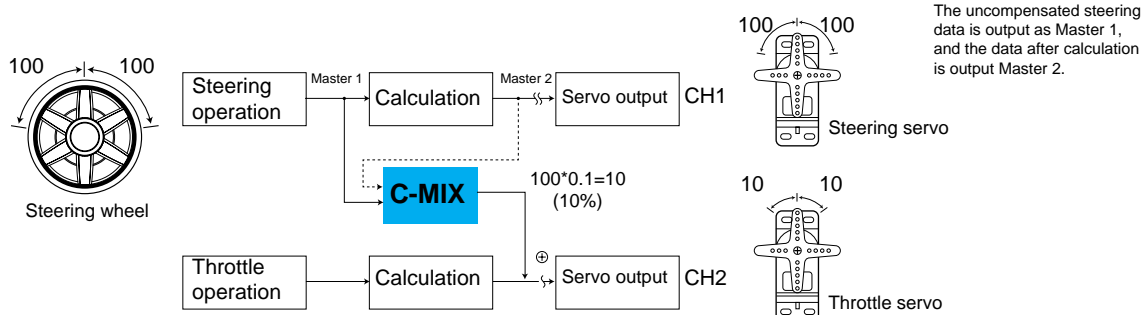 The uncompensated steering
data is output as Master 1,
and the data after calculation
is output Master 2.
100 100
Steering wheel
Steering
operation
Master 1
Calculation
Master 2
Servo output
CH1
100 100
Steering servo
C-MIX
100*0.1=10
(10%)
Throttle
operation
Calculation
⊕
Servo output
CH2
10 10
Throttle servo